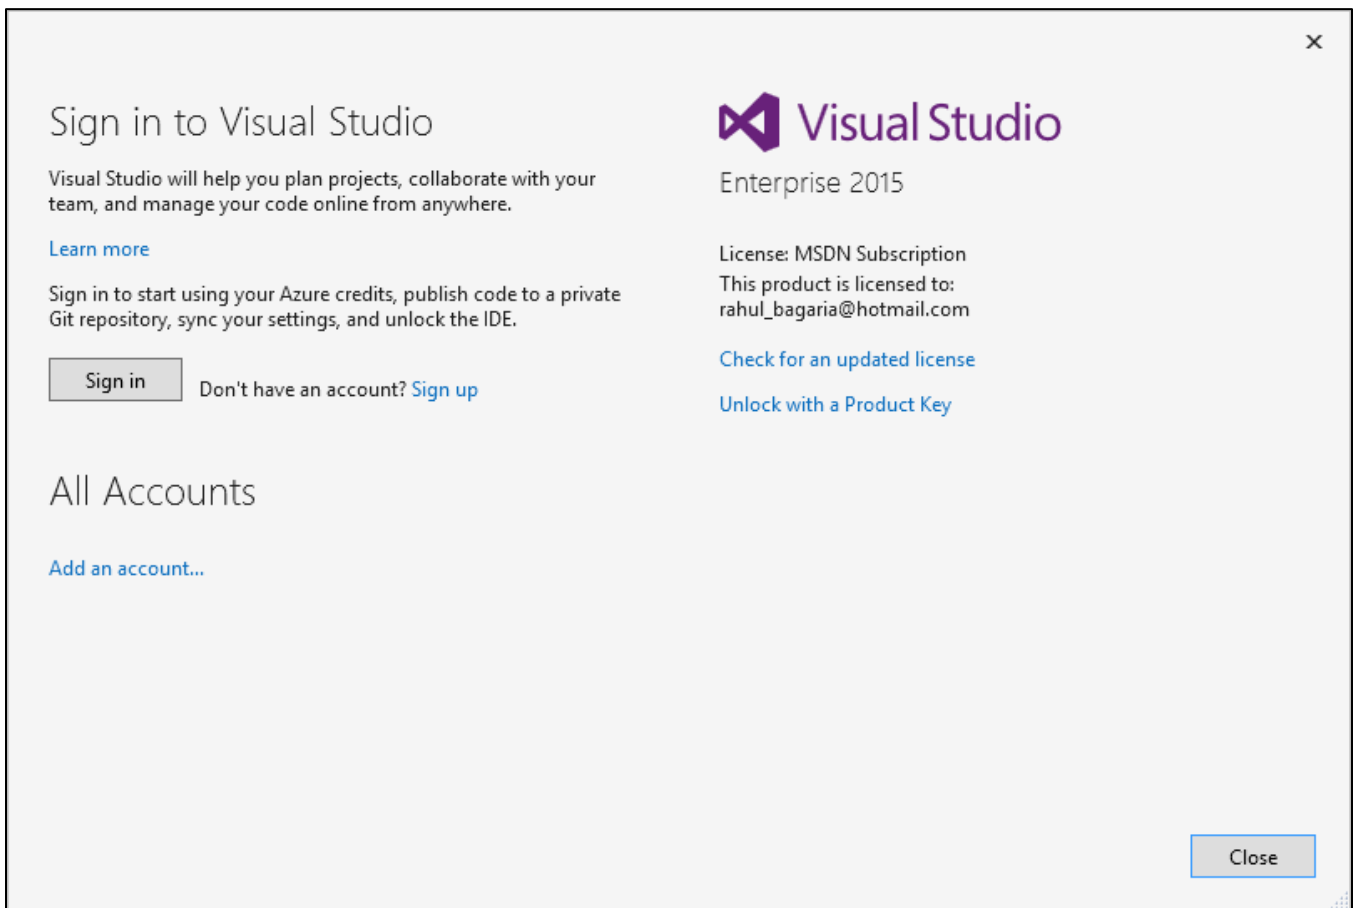 Sign in to Visual Studio
Visual Studio will help you plan projects, collaborate with your
team, and manage your code online from anywhere.
Learn more
Sign in to start using your Azure credits, publish code to a private
Git repository, sync your settings, and unlock the IDE.
Sign in
Don't have an account? Sign up
All Accounts
Add an account...
Visual Studio
Enterprise 2015
License: MSDN Subscription
This product is licensed to:
rahul_bagaria@hotmail.com
Check for an updated license
Unlock with a Product Key
Close